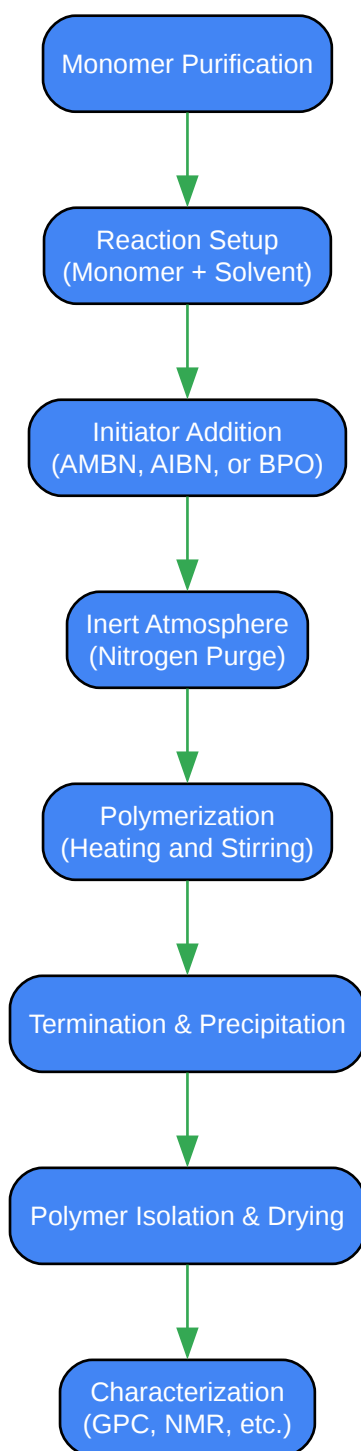 Monomer Purification
Reaction Setup
(Monomer + Solvent)
Initiator Addition
(AMBN, AIBN, or BPO)
Inert Atmosphere
(Nitrogen Purge)
Polymerization
(Heating and Stirring)
Termination & Precipitation
Polymer Isolation & Drying
Characterization
(GPC, NMR, etc.)